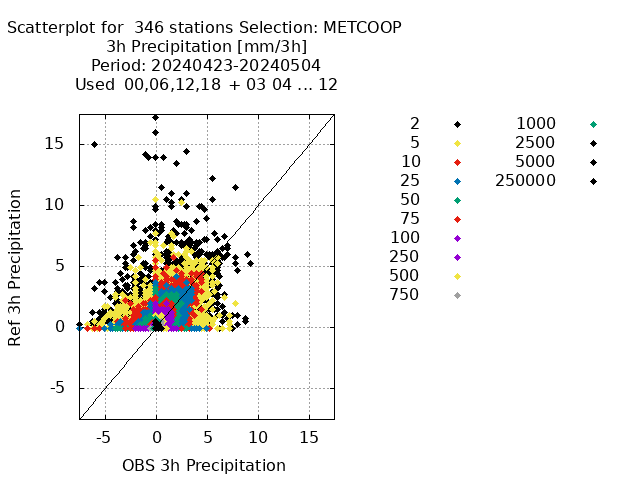 Scatterplot for 346 stations Selection: METCOOP
3h Precipitation [mm/3h]
Period: 20240423-20240504
Used 00,06,12,18 + 03 04 ... 12
2
5
10
25
50
75
100
250
500
750
1000
2500
5000
250000
Ref 3h Precipitation
15
10
5
0
-5
-5 0 5 10 15
OBS 3h Precipitation